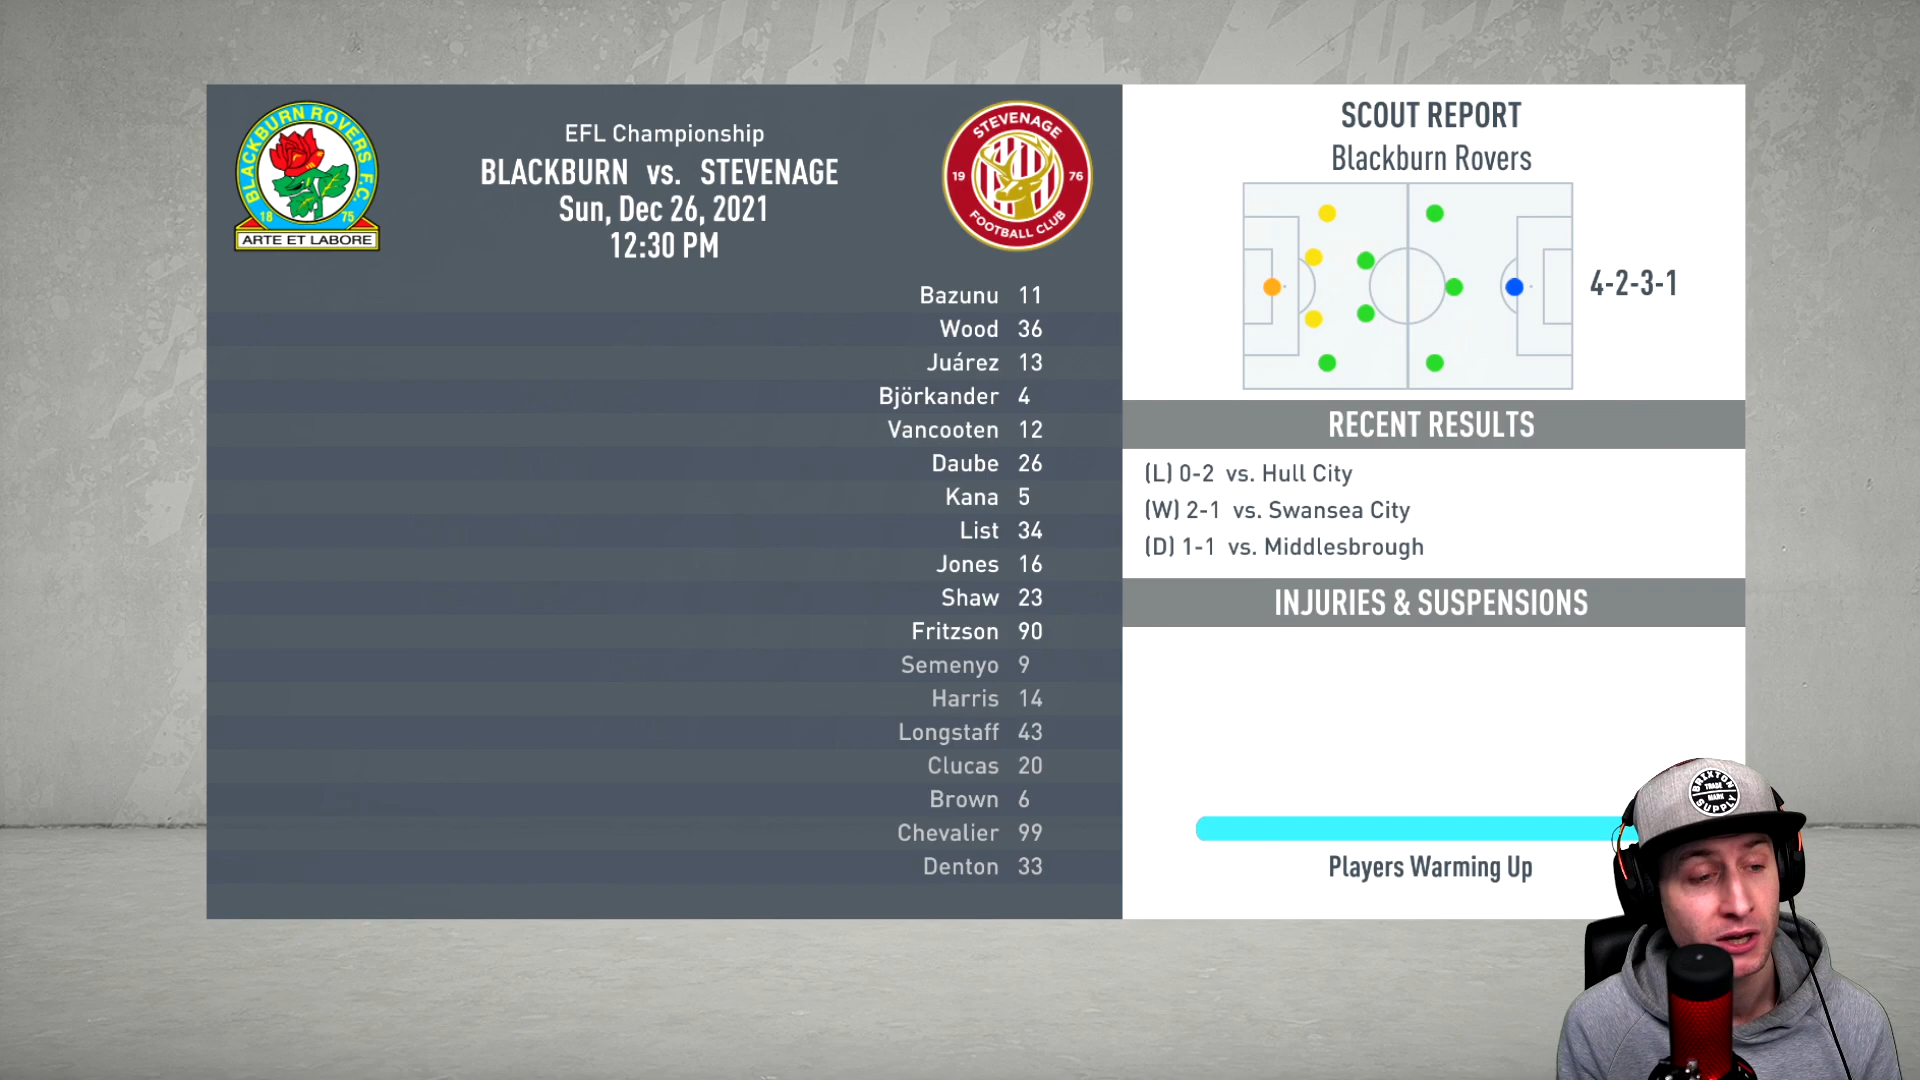 BLACKBURN ROVERS F.C.
18 75
ARTE ET LABORE
EFL Championship
BLACKBURN vs. STEVENAGE
Sun, Dec 26, 2021
12:30 PM
STEVENAGE
19 76
FOOTBALL CLUB
Bazunu 11
Wood 36
Juárez 13
Björkander 4
Vancooten 12
Daube 26
Kana 5
List 34
Jones 16
Shaw 23
Fritzson 90
Semenyo 9
Harris 14
Longstaff 43
Clucas 20
Brown 6
Chevalier 99
Denton 33
SCOUT REPORT
Blackburn Rovers
4-2-3-1
RECENT RESULTS
(L) 0-2 vs. Hull City
(W) 2-1 vs. Swansea City
(D) 1-1 vs. Middlesbrough
INJURIES & SUSPENSIONS
Players Warming Up
BRIXTON
TRADE
MARK
SUPPLY